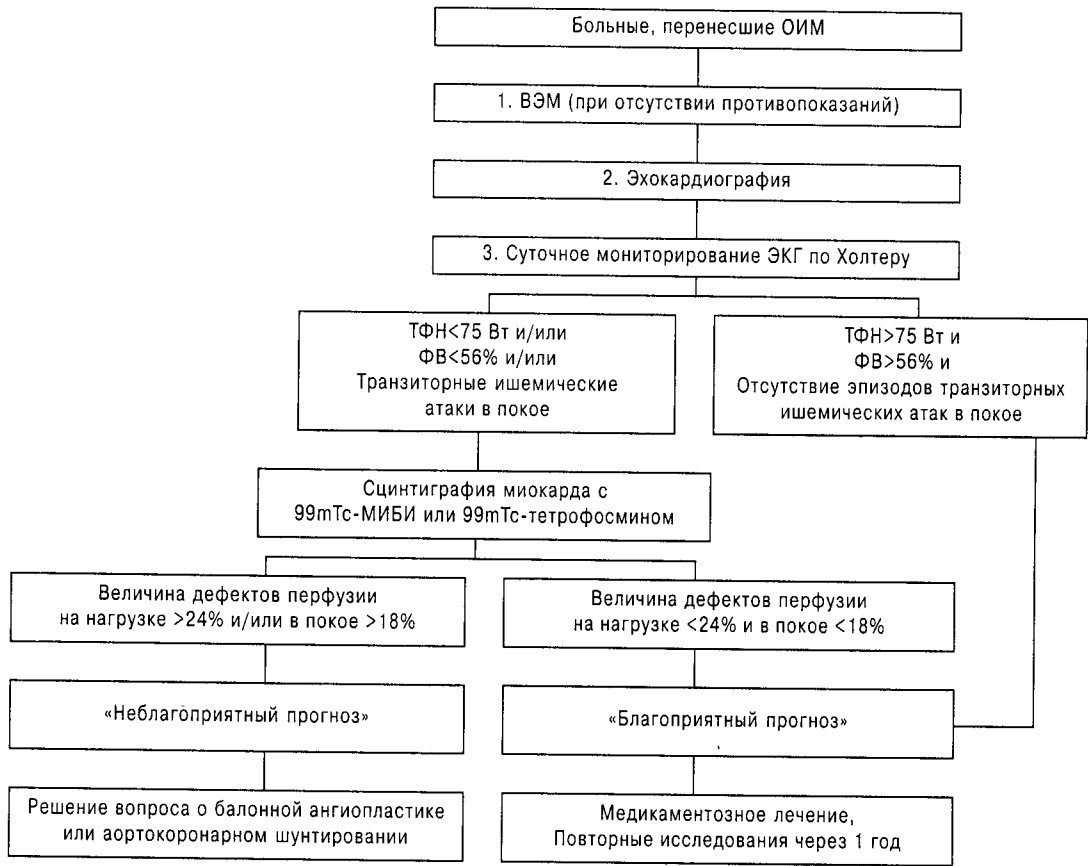 Больные, перенесшие ОИМ
1. ВЭМ (при отсутствии противопоказаний)
2. Эхокардиография
3. Суточное мониторирование ЭКГ по Холтеру
ТФН<75 Вт и/или
ФВ<56% и/или
Транзиторные ишемические
атаки в покое
ТФН>75 Вт и
ФВ>56% и
Отсутствие эпизодов транзиторных
ишемических атак в покое
Сцинтиграфия миокарда с
99mTc-МИБИ или 99mTc-тетрофосмином
Величина дефектов перфузии
на нагрузке >24% и/или в покое >18%
Величина дефектов перфузии
на нагрузке <24% и в покое <18%
«Неблагоприятный прогноз»
«Благоприятный прогноз»
Решение вопроса о балонной ангиопластике
или аортокоронарном шунтировании
Медикаментозное лечение,
Повторные исследования через 1 год